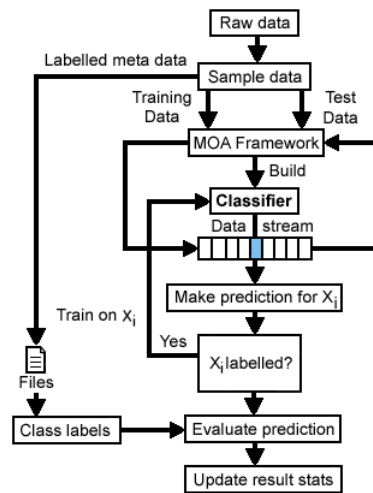 Raw data
Labelled meta data
Sample data
Training
Data
Test
Data
MOA Framework
Build
Classifier
Data stream
Make prediction for Xi
Train on Xi
Yes
Xi labelled?
Files
Class labels
Evaluate prediction
Update result stats